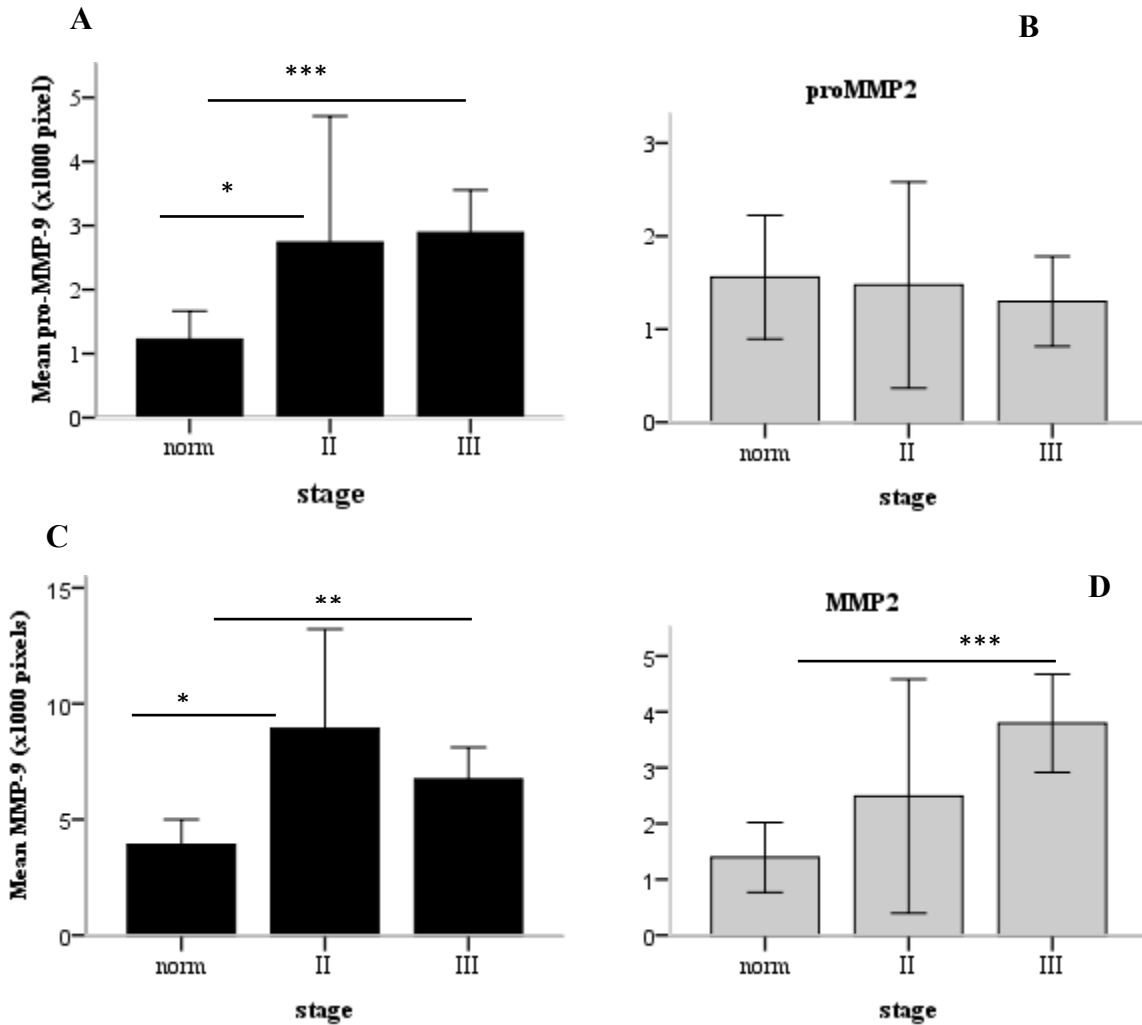 A
Mean pro-MMP-9 (x1000 pixel)
5
4
3
2
1
0
***
*
norm II III
stage
B
proMMP2
3
2
1
0
norm II III
stage
C
Mean MMP-9 (x1000 pixels)
15
10
5
0
**
*
norm II III
stage
D
MMP2
5
4
3
2
1
0
***
norm II III
stage